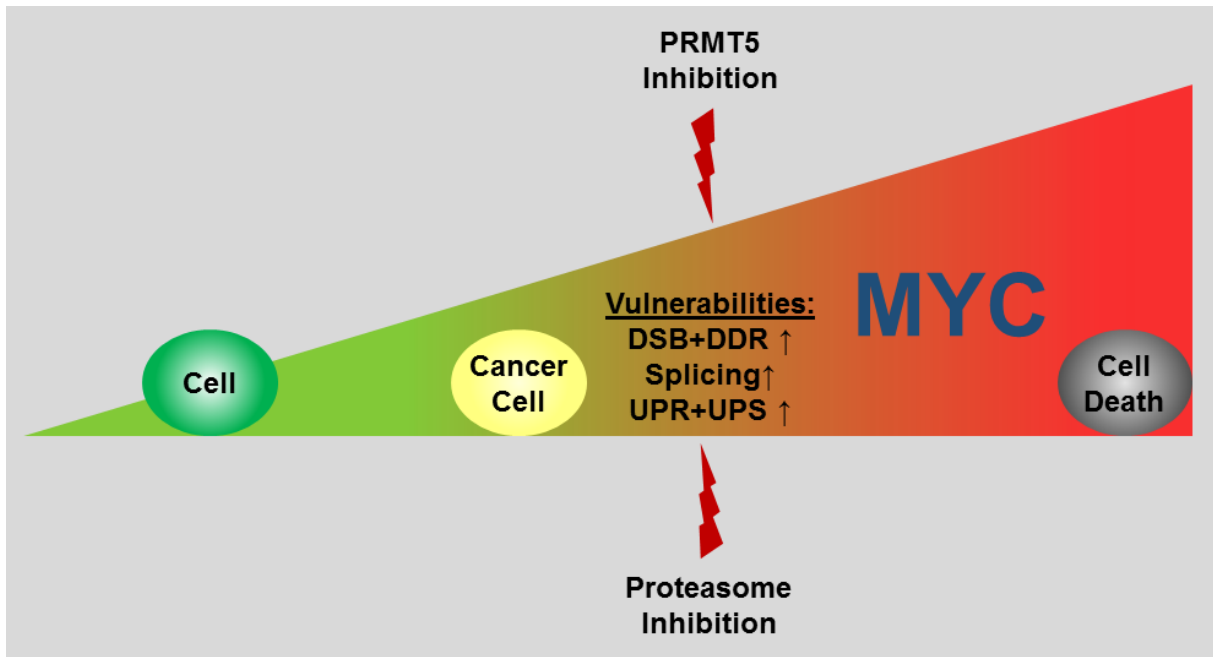 PRMT5
Inhibition
MYC
Vulnerabilities:
DSB+DDR ↑
Splicing↑
UPR+UPS ↑
Cell
Cancer
Cell
Cell
Death
Proteasome
Inhibition